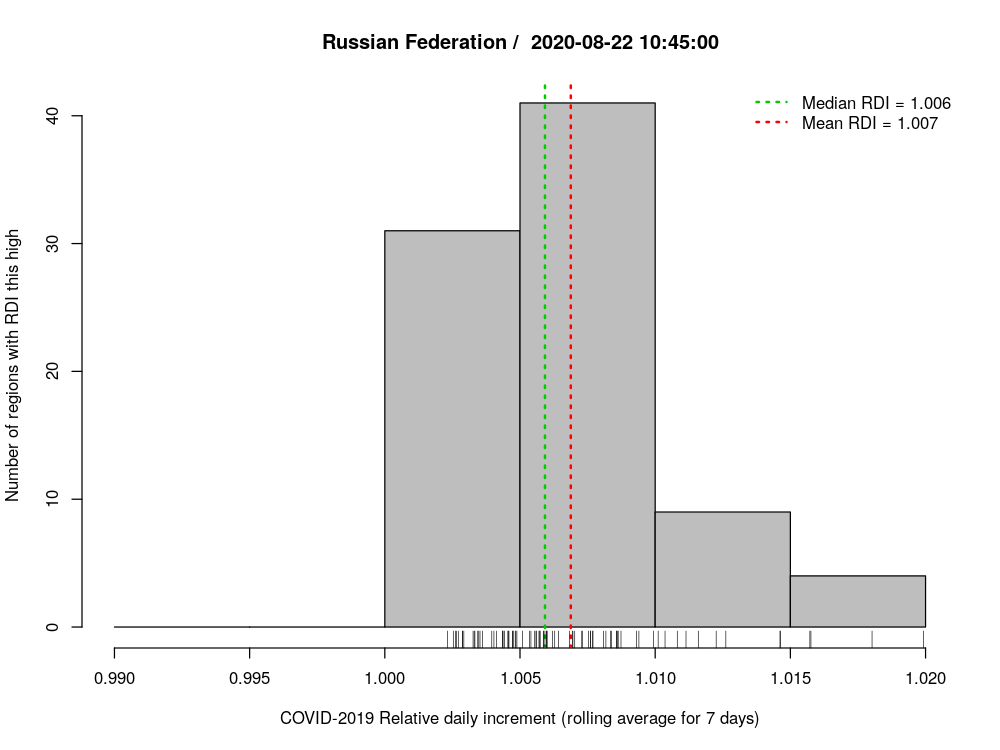 Russian Federation /  2020-08-22 10:45:00
Median RDI = 1.006
Mean RDI = 1.007
Number of regions with RDI this high
40
30
20
10
0
0.990 0.995 1.000 1.005 1.010 1.015 1.020
COVID-2019 Relative daily increment (rolling average for 7 days)